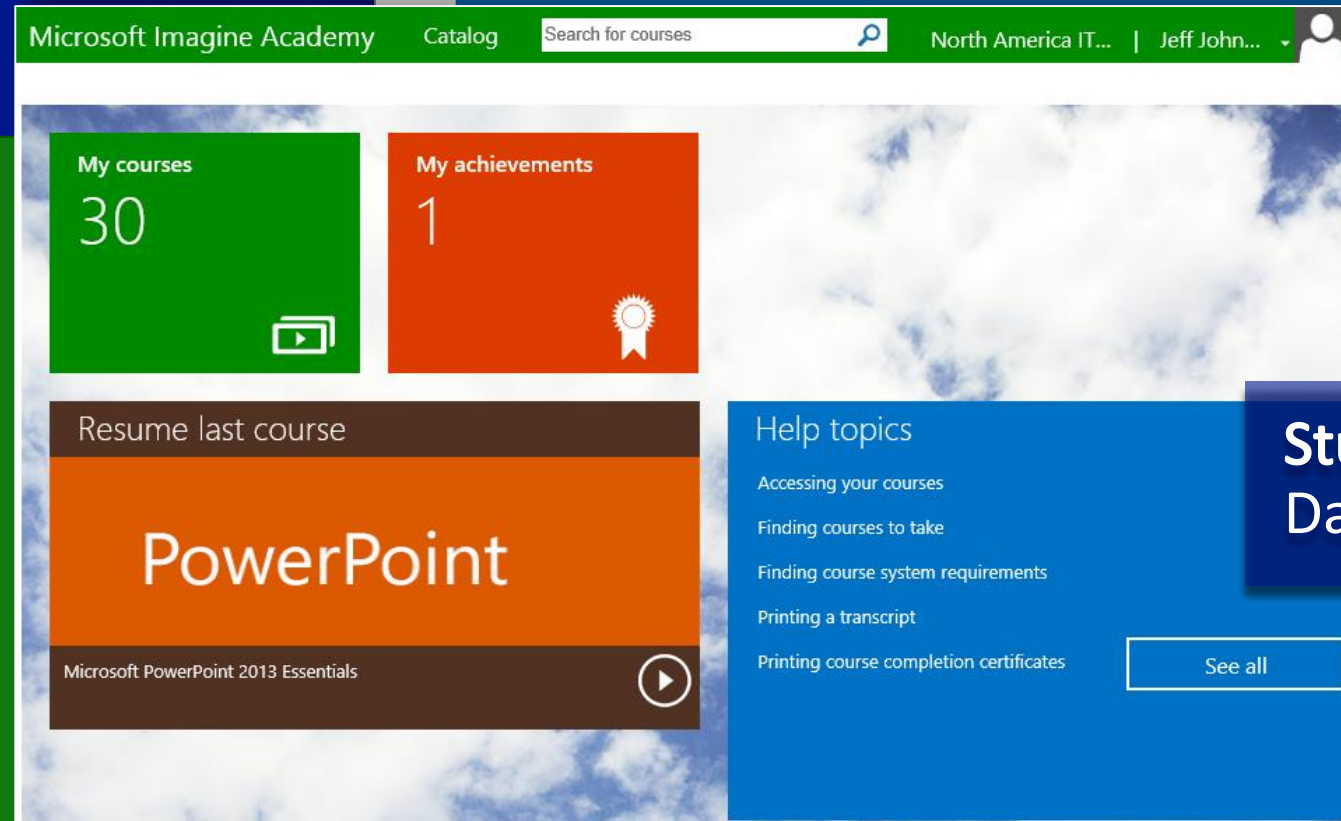 Microsoft Imagine Academy Catalog Search for courses North America IT... | Jeff John...
My courses
30
My achievements
1
Resume last course
PowerPoint
Microsoft PowerPoint 2013 Essentials
Help topics
Accessing your courses
Finding courses to take
Finding course system requirements
Printing a transcript
Printing course completion certificates
See all